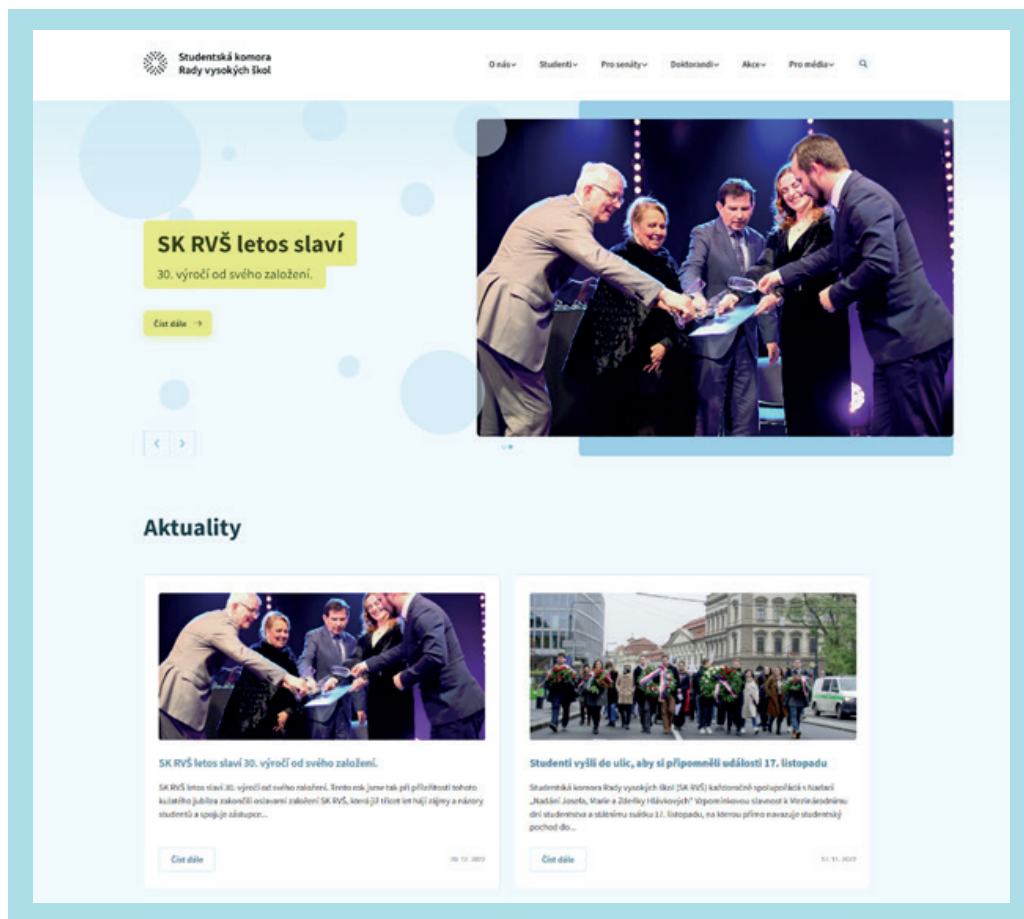 Studentská komora
Rady vysokých škol
O nás Studenti Pro senáty Doktorandi Akce Pro média
SK RVŠ letos slaví
30. výročí od svého založení.
Číst dále →
Aktuality
SK RVŠ letos slaví 30. výročí od svého založení.
SK RVŠ letos slaví 30. výročí od svého založení. Tento rok jsme tak při příležitosti tohoto
kulatého jubilea zakončili oslavami založení SK RVŠ, která již třicet let hájí zájmy a názory
studentů a spojuje zástupce...
Číst dále
Studenti vyšli do ulic, aby si připomněli události 17. listopadu
Studentská komora Rady vysokých škol (SK RVŠ) každoročně spolupořádá s Nadací
„Nadání Josefa, Marie a Zdeňky Hlávkových“ Vzpomínkovou slavnost k Mezinárodnímu
dni studentstva a státnímu svátku 17. listopadu, na kterou přímo navazuje studentský
pochod do...
Číst dále